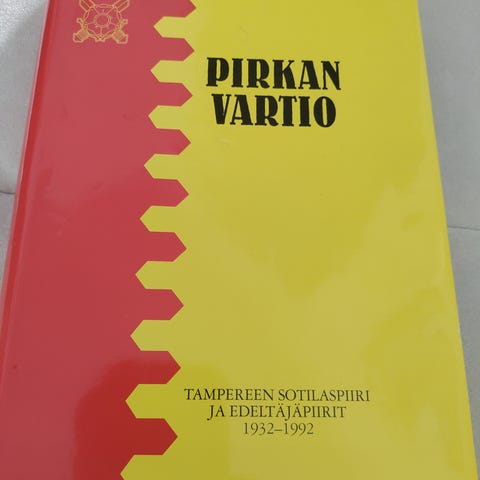 PIRKAN
VARTIO
TAMPEREEN SOTILASPIIRI
JA EDELTÄJÄPIIRIT
1932–1992